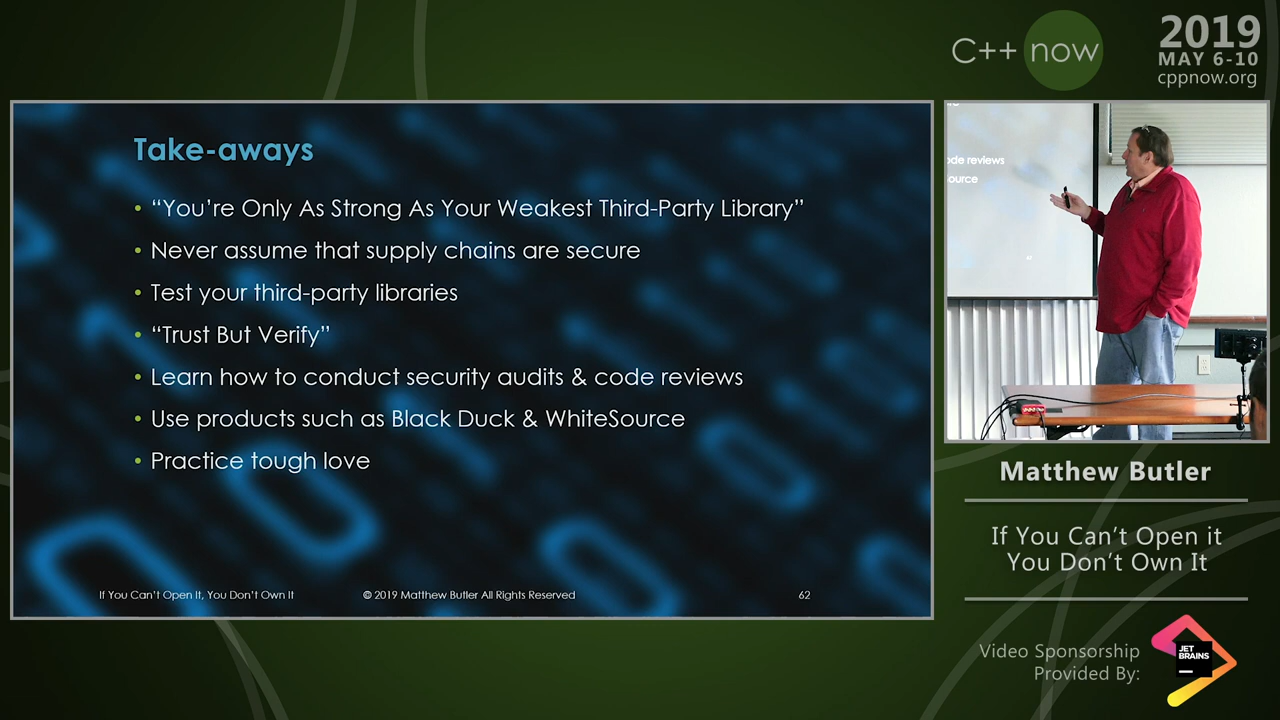 C++ now
2019
MAY 6-10
cppnow.org
Take-aways
• “You’re Only As Strong As Your Weakest Third-Party Library”
• Never assume that supply chains are secure
• Test your third-party libraries
• “Trust But Verify”
• Learn how to conduct security audits & code reviews
• Use products such as Black Duck & WhiteSource
• Practice tough love
If You Can’t Open It, You Don’t Own It
© 2019 Matthew Butler All Rights Reserved
62
ode reviews
ource
Matthew Butler
If You Can’t Open it
You Don’t Own It
Video Sponsorship
Provided By:
JET
BRAINS